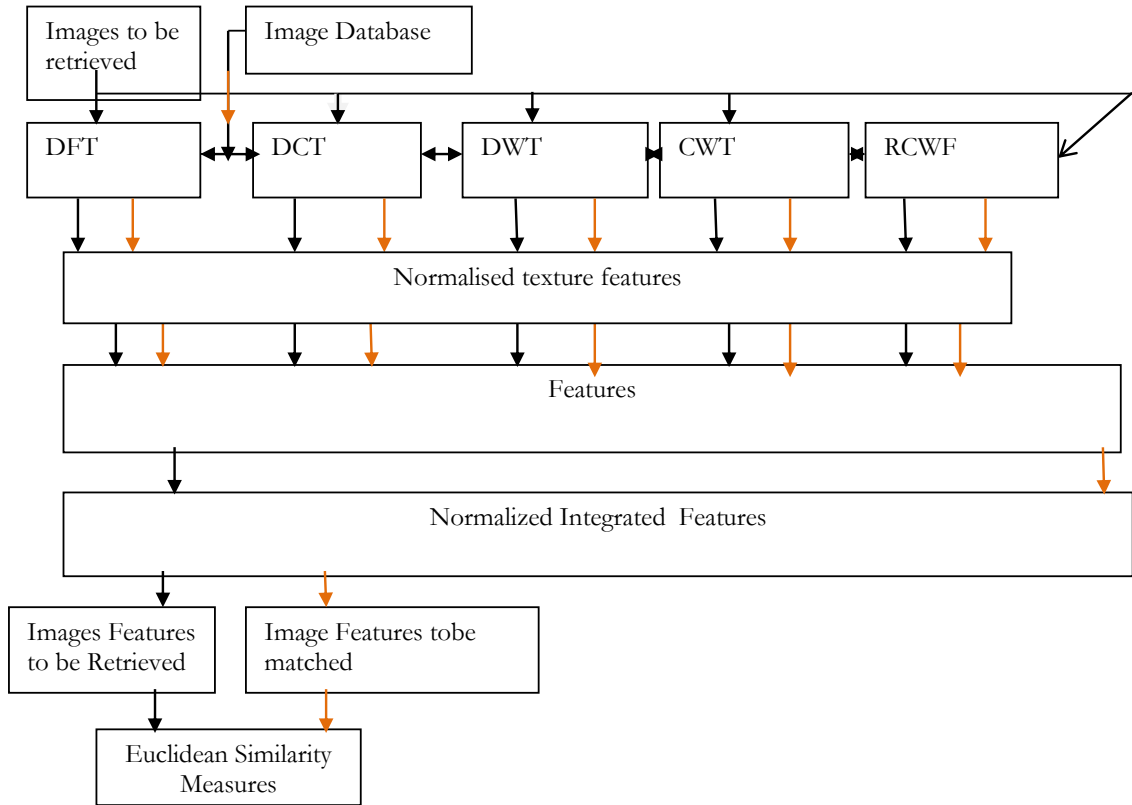 Images to be
retrieved
Image Database
DFT
DCT
DWT
CWT
RCWF
Normalised texture features
Features
Normalized Integrated Features
Images Features
to be Retrieved
Image Features tobe
matched
Euclidean Similarity
Measures